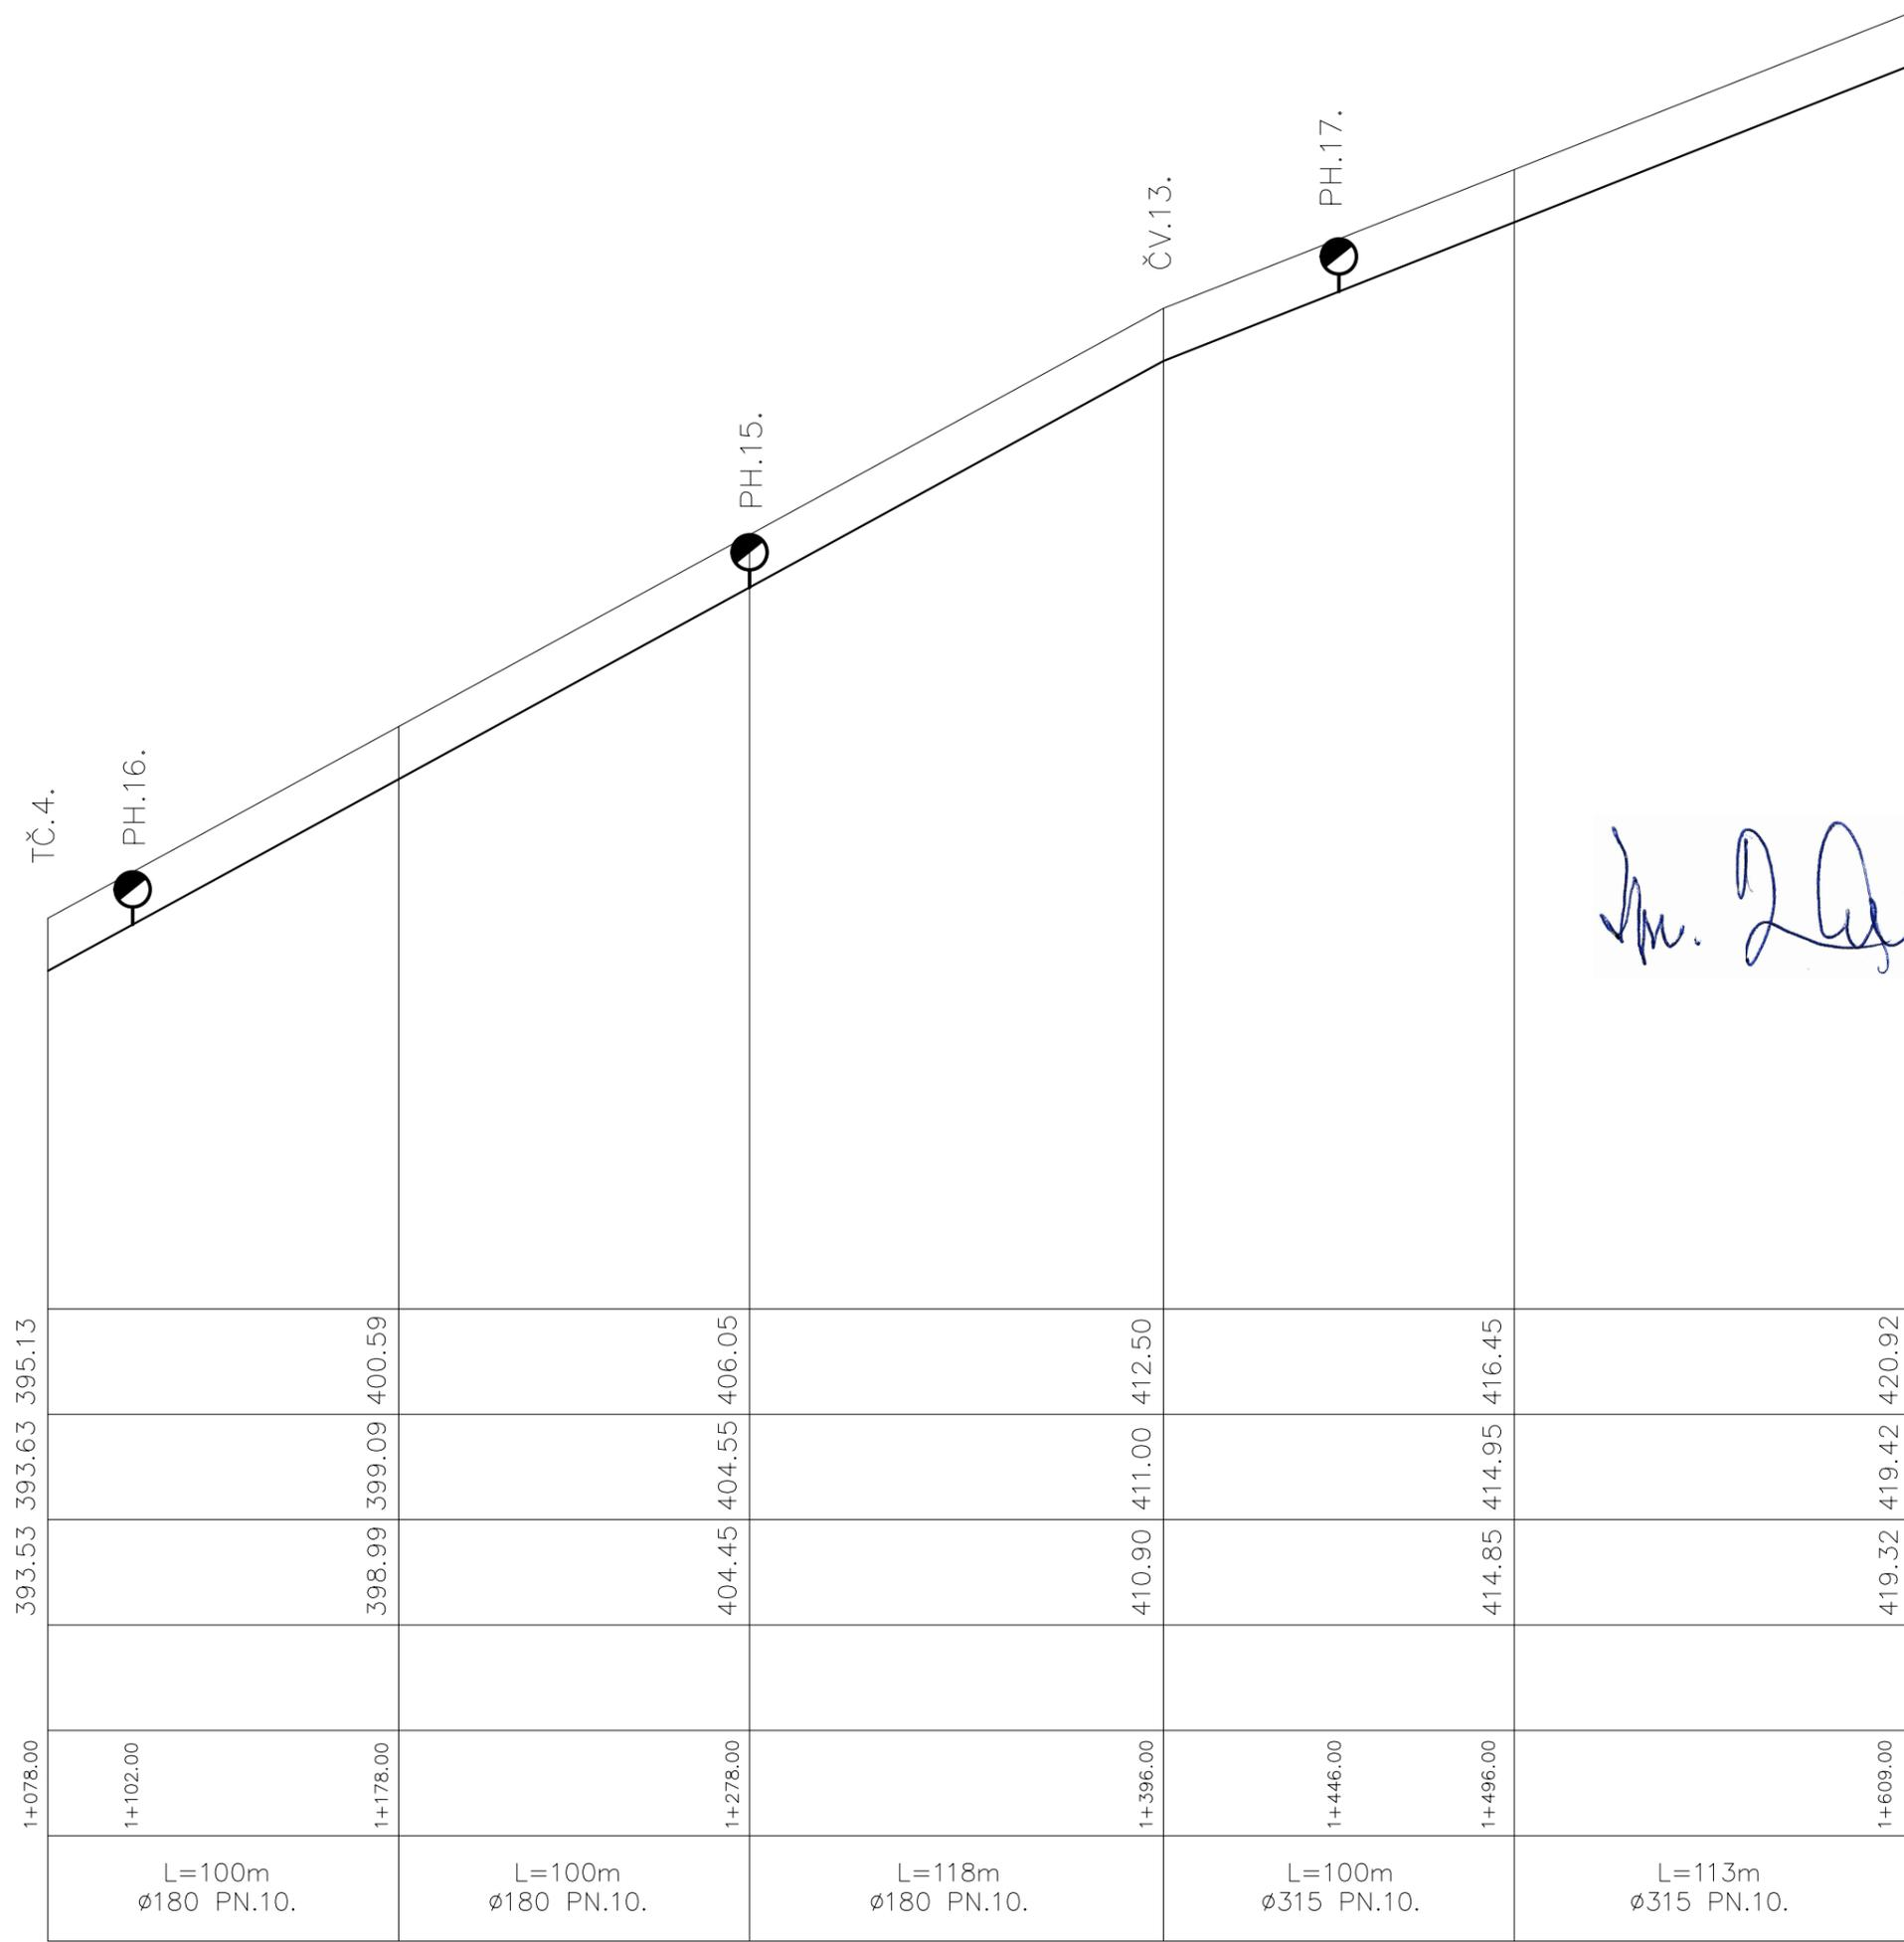 TČ.4.
PH.16.
PH.15.
ČV.13.
PH.17.
395.13 400.59 406.05 412.50 416.45 420.92
393.63 399.09 404.55 411.00 414.95 419.42
393.53 398.99 404.45 410.90 414.85 419.32
1+078.00 1+102.00 1+178.00 1+278.00 1+396.00 1+446.00 1+496.00 1+609.00
L=100m L=100m L=118m L=100m L=113m
ø180 PN.10. ø180 PN.10. ø180 PN.10. ø315 PN.10. ø315 PN.10.